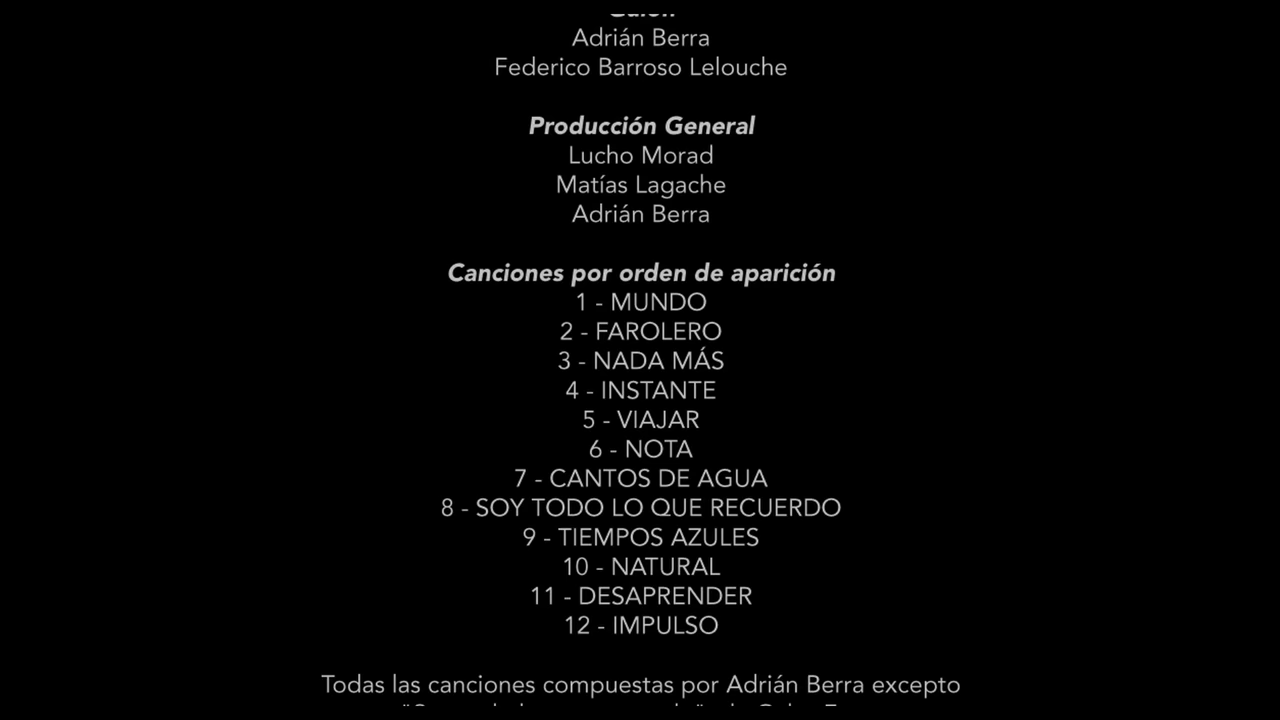 Guión
Adrián Berra
Federico Barroso Lelouche
Producción General
Lucho Morad
Matías Lagache
Adrián Berra
Canciones por orden de aparición
1 - MUNDO
2 - FAROLERO
3 - NADA MÁS
4 - INSTANTE
5 - VIAJAR
6 - NOTA
7 - CANTOS DE AGUA
8 - SOY TODO LO QUE RECUERDO
9 - TIEMPOS AZULES
10 - NATURAL
11 - DESAPRENDER
12 - IMPULSO
Todas las canciones compuestas por Adrián Berra excepto